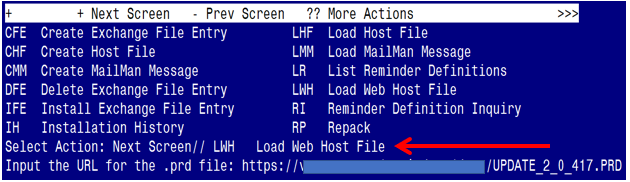 + + Next Screen - Prev Screen ?? More Actions >>>
CFE Create Exchange File Entry LHF Load Host File
CHF Create Host File LMM Load MailMan Message
CMM Create MailMan Message LR List Reminder Definitions
DFE Delete Exchange File Entry LWH Load Web Host File
IFE Install Exchange File Entry RI Reminder Definition Inquiry
IH Installation History RP Repack
Select Action: Next Screen// LWH Load Web Host File
Input the URL for the .prd file: https:// /UPDATE_2_0_417.PRD